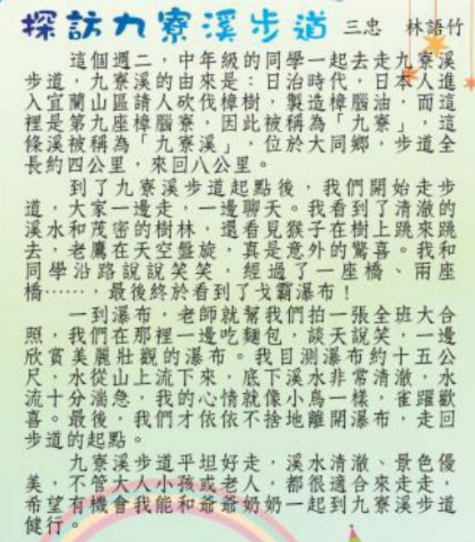 探訪九寮溪步道 三忠 林語竹
這個週二，中年級的同學一起去走九寮溪
步道，九寮溪的由來是：日治時代，日本人進
入宜蘭山區請人砍伐樟樹，製造樟腦油，而這
裡是第九座樟腦寮，因此被稱為「九寮」，這
條溪被稱為「九寮溪」，位於大同鄉，步道全
長約四公里，來回八公里。
到了九寮溪步道起點後，我們開始走步
道，大家一邊走，一邊聊天。我看到了清澈的
溪水和茂密的樹林，還看見猴子在樹上跳來跳
去，老鷹在天空盤旋，真是意外的驚喜。我和
同學沿路說說笑笑，經過了一座橋、兩座
橋……，最後終於看到了戈霸瀑布！
一到瀑布，老師就幫我們拍一張全班大合
照，我們在那裡一邊吃麵包，談天說笑，一邊
欣賞美麗壯觀的瀑布。我目測瀑布約十五公
尺，水從山上流下來，底下溪水非常清澈，水
流十分湍急，我的心情就像小鳥一樣，雀躍歡
喜。最後，我們才依依不捨地離開瀑布，走回
步道的起點。
九寮溪步道平坦好走，溪水清澈、景色優
美，不管大人小孩或老人，都很適合來走走，
希望有機會我能和爺爺奶奶一起到九寮溪步道
健行。